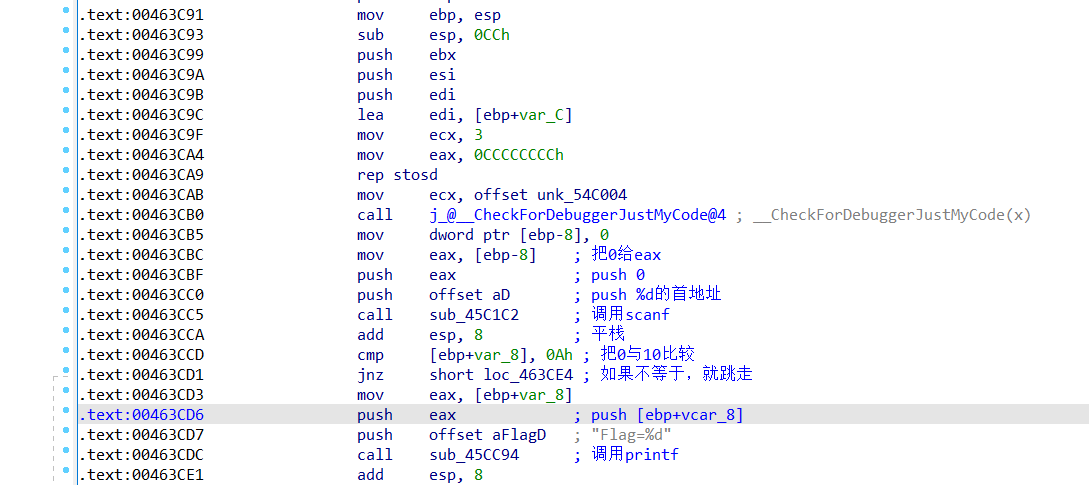 .text:00463C91 mov ebp, esp
.text:00463C93 sub esp, 0CCh
.text:00463C99 push ebx
.text:00463C9A push esi
.text:00463C9B push edi
.text:00463C9C lea edi, [ebp+var_C]
.text:00463C9F mov ecx, 3
.text:00463CA4 mov eax, 0CCCCCCCCh
.text:00463CA9 rep stosd
.text:00463CAB mov ecx, offset unk_54C004
.text:00463CB0 call j_@__CheckForDebuggerJustMyCode@4 ; __CheckForDebuggerJustMyCode(x)
.text:00463CB5 mov dword ptr [ebp-8], 0
.text:00463CBC mov eax, [ebp-8] ; 把0给eax
.text:00463CBF push eax ; push 0
.text:00463CC0 push offset aD ; push %d的首地址
.text:00463CC5 call sub_45C1C2 ; 调用scanf
.text:00463CCA add esp, 8 ; 平栈
.text:00463CCD cmp [ebp+var_8], 0Ah ; 把0与10比较
.text:00463CD1 jnz short loc_463CE4 ; 如果不等于，就跳走
.text:00463CD3 mov eax, [ebp+var_8]
.text:00463CD6 push eax ; push [ebp+vcar_8]
.text:00463CD7 push offset aFlagD ; "Flag=%d"
.text:00463CDC call sub_45CC94 ; 调用printf
.text:00463CE1 add esp, 8